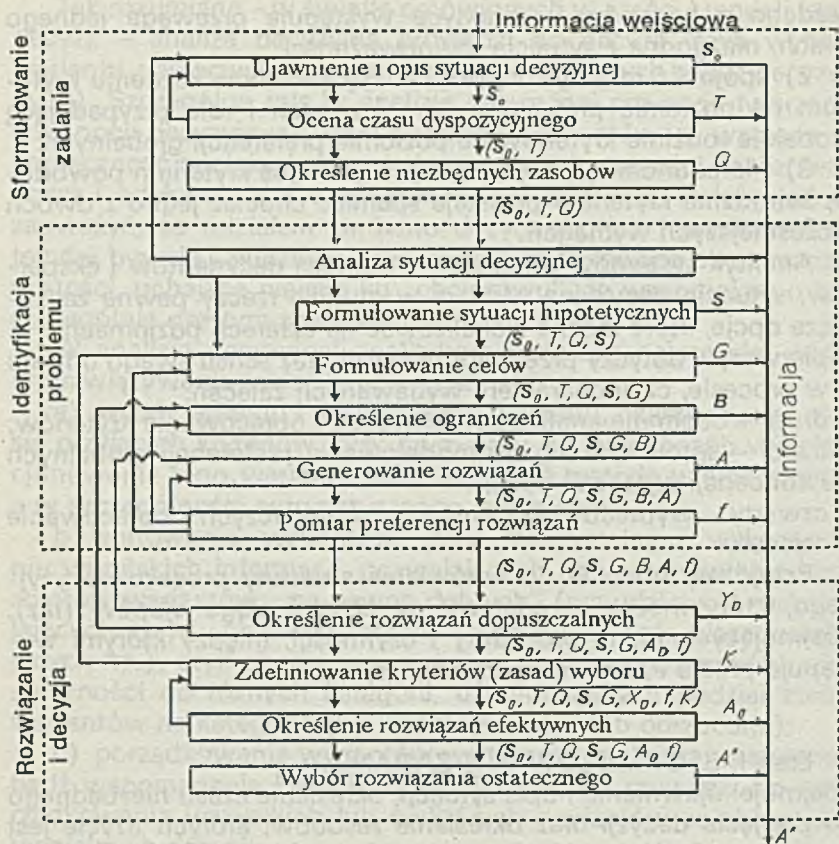 Informacja wejściowa
Sformułowanie zadania
Ujawnienie i opis sytuacji decyzyjnej
S₀
S₀
Ocena czasu dyspozycyjnego
T
(S₀, T)
Określenie niezbędnych zasobów
Q
(S₀, T, Q)
Identyfikacja problemu
Analiza sytuacji decyzyjnej
Formułowanie sytuacji hipotetycznych
S
(S₀, T, Q, S)
Formułowanie celów
G
(S₀, T, Q, S, G)
Określenie ograniczeń
B
(S₀, T, Q, S, G, B)
Generowanie rozwiązań
A
(S₀, T, Q, S, G, B, A)
Pomiar preferencji rozwiązań
f
(S₀, T, Q, S, G, B, A, f)
Informacja
Rozwiązanie i decyzja
Określenie rozwiązań dopuszczalnych
Y_D
(S₀, T, Q, S, G, A_D, f)
Zdefiniowanie kryteriów (zasad) wyboru
K
(S₀, T, Q, S, G, X_D, f, K)
Określenie rozwiązań efektywnych
(S₀, T, Q, S, G, A_D f)
Wybór rozwiązania ostatecznego